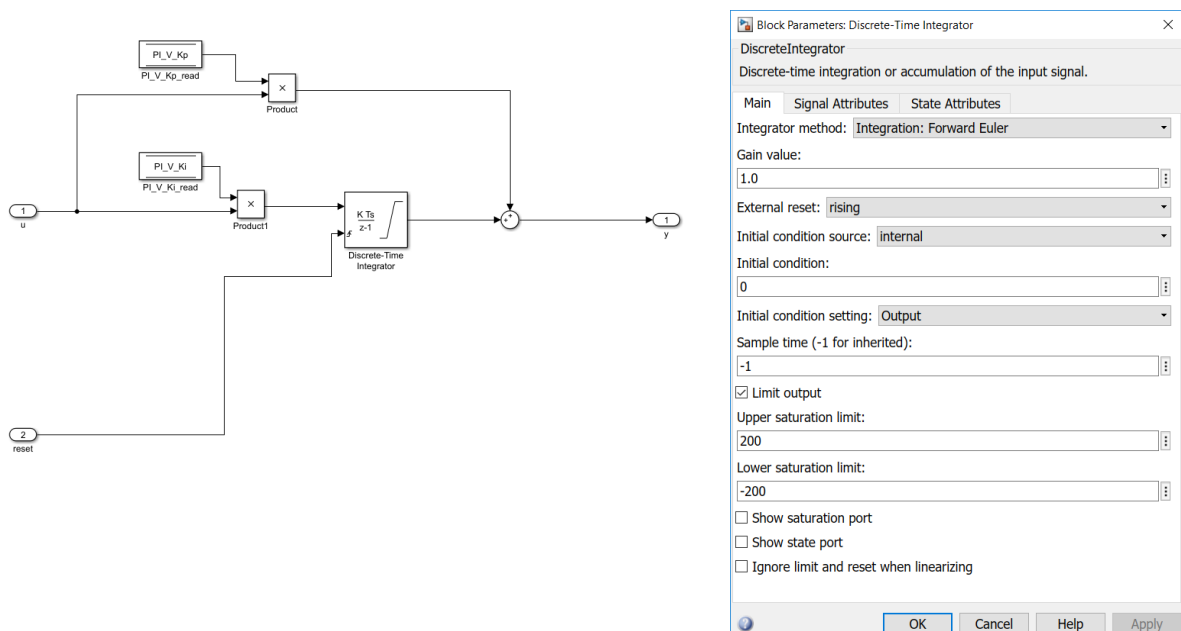 PI_V_Kp
PI_V_Kp_read
×
Product
PI_V_Ki
PI_V_Ki_read
×
Product1
1
u
K Ts
z-1
Discrete-Time
Integrator
+
+
1
y
2
reset
Block Parameters: Discrete-Time Integrator
DiscreteIntegrator
Discrete-time integration or accumulation of the input signal.
Main Signal Attributes State Attributes
Integrator method: Integration: Forward Euler
Gain value:
1.0
External reset: rising
Initial condition source: internal
Initial condition:
0
Initial condition setting: Output
Sample time (-1 for inherited):
-1
Limit output
Upper saturation limit:
200
Lower saturation limit:
-200
Show saturation port
Show state port
Ignore limit and reset when linearizing
OK Cancel Help Apply